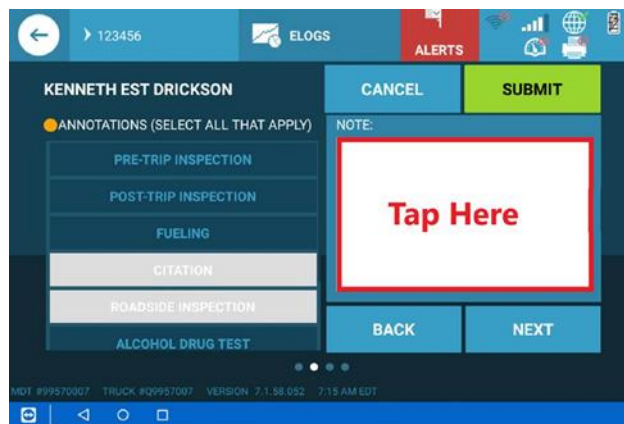 123456
ELOGS
ALERTS
KENNETH EST DRICKSON
CANCEL
SUBMIT
ANNOTATIONS (SELECT ALL THAT APPLY)
NOTE:
PRE-TRIP INSPECTION
POST-TRIP INSPECTION
FUELING
CITATION
ROADSIDE INSPECTION
ALCOHOL DRUG TEST
Tap Here
BACK
NEXT
MDT #99570007 TRUCK #Q9957007 VERSION 7.1.58.052 7:15 AM EDT